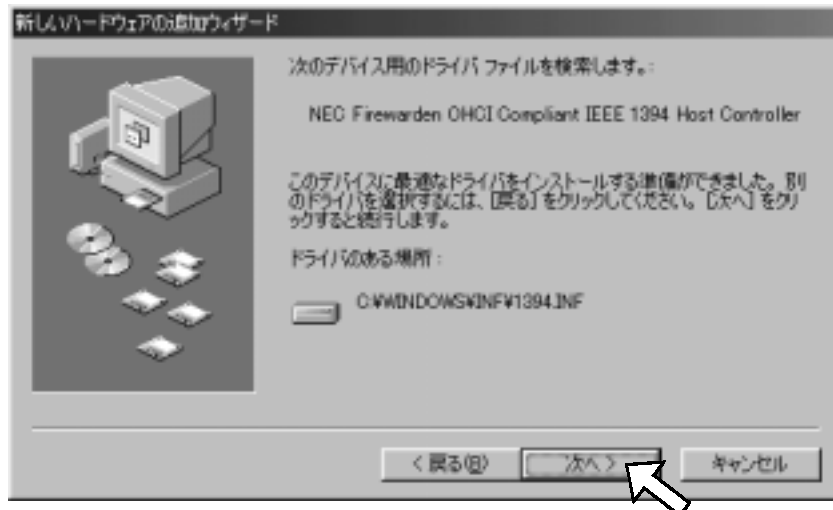 新しいハードウェアの追加ウィザード
次のデバイス用のドライバ ファイルを検索します。:
NEC Firewarden OHCI Compliant IEEE 1394 Host Controller
このデバイスに最適なドライバをインストールする準備ができました。別
のドライバを選択するには、[戻る] をクリックしてください。[次へ] をクリ
ックすると続行します。
ドライバのある場所 :
C:¥WINDOWS¥INF¥1394.INF
< 戻る(B)
次へ >
キャンセル